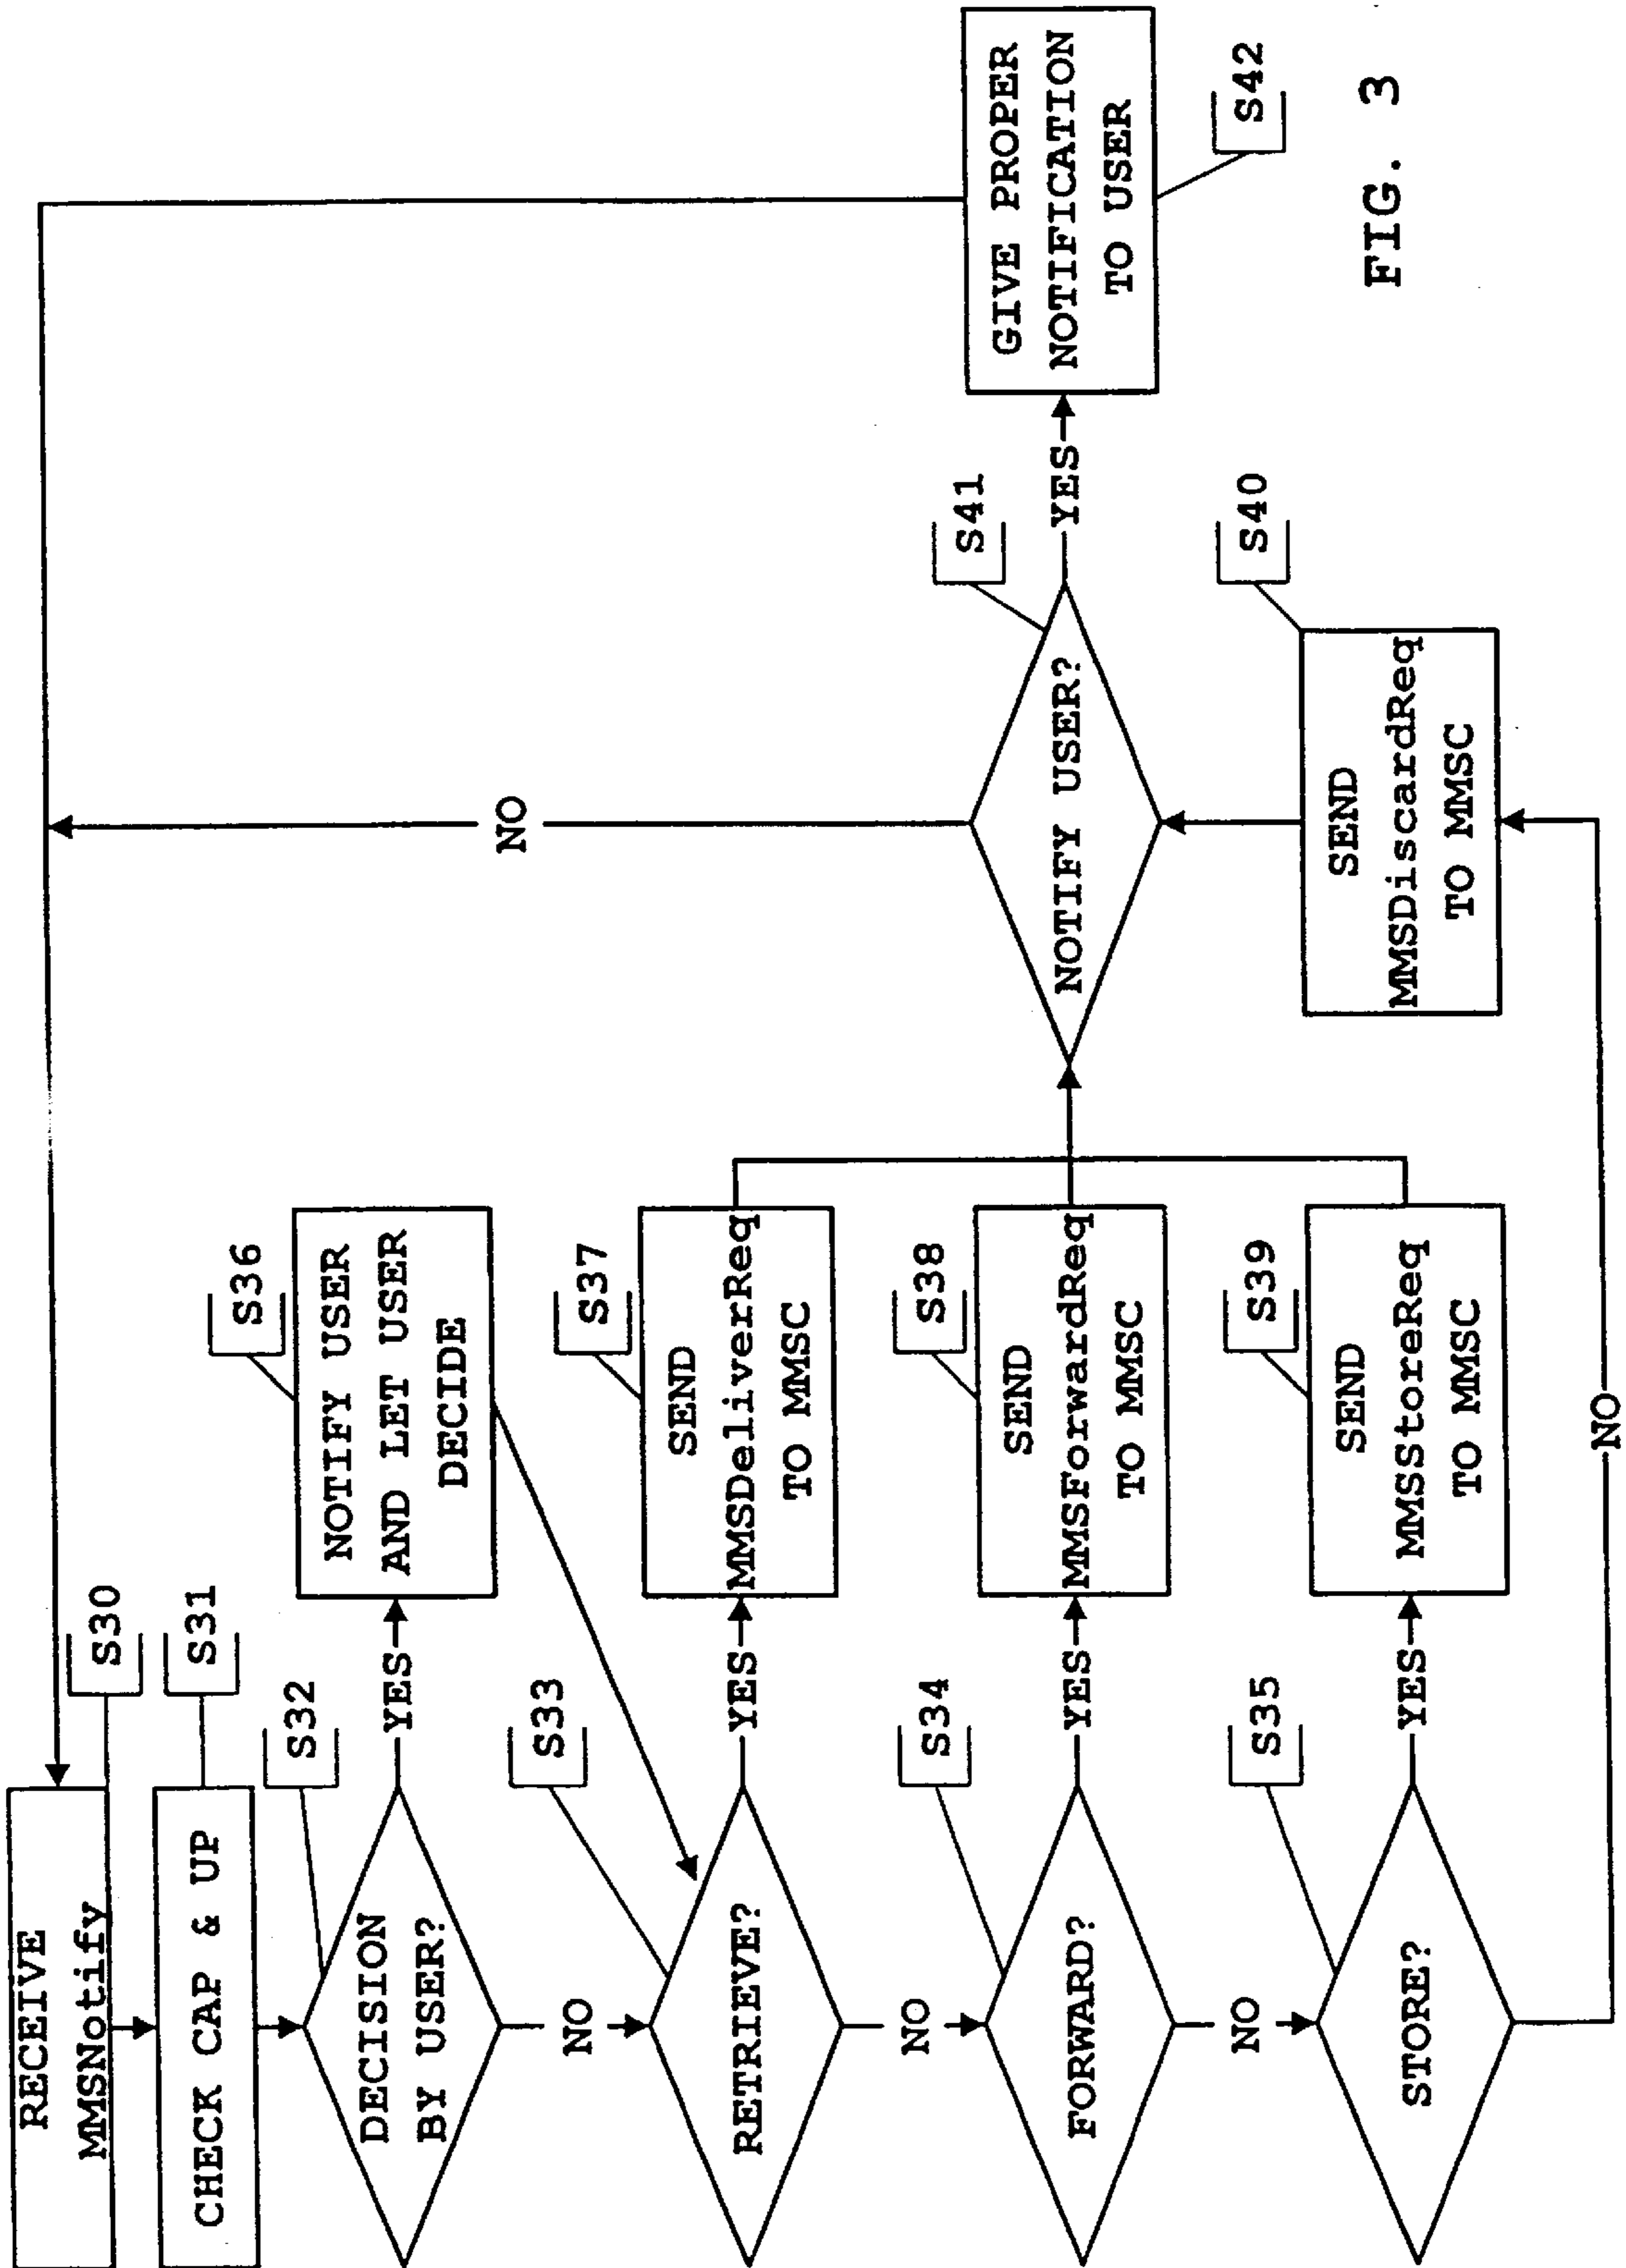 RECEIVE
MMSNotify
S30
CHECK CAP & UP
S31
DECISION
BY USER?
S32
YES
NOTIFY USER
AND LET USER
DECIDE
S36
NO
RETRIEVE?
S33
YES
SEND
MMSDeliverReq
TO MMSC
S37
NO
FORWARD?
S34
YES
SEND
MMSForwardReq
TO MMSC
S38
NO
STORE?
S35
YES
SEND
MMSStoreReq
TO MMSC
S39
NO
SEND
MMSDiscardReq
TO MMSC
S40
NOTIFY USER?
S41
NO
YES
GIVE PROPER
NOTIFICATION
TO USER
S42
FIG. 3